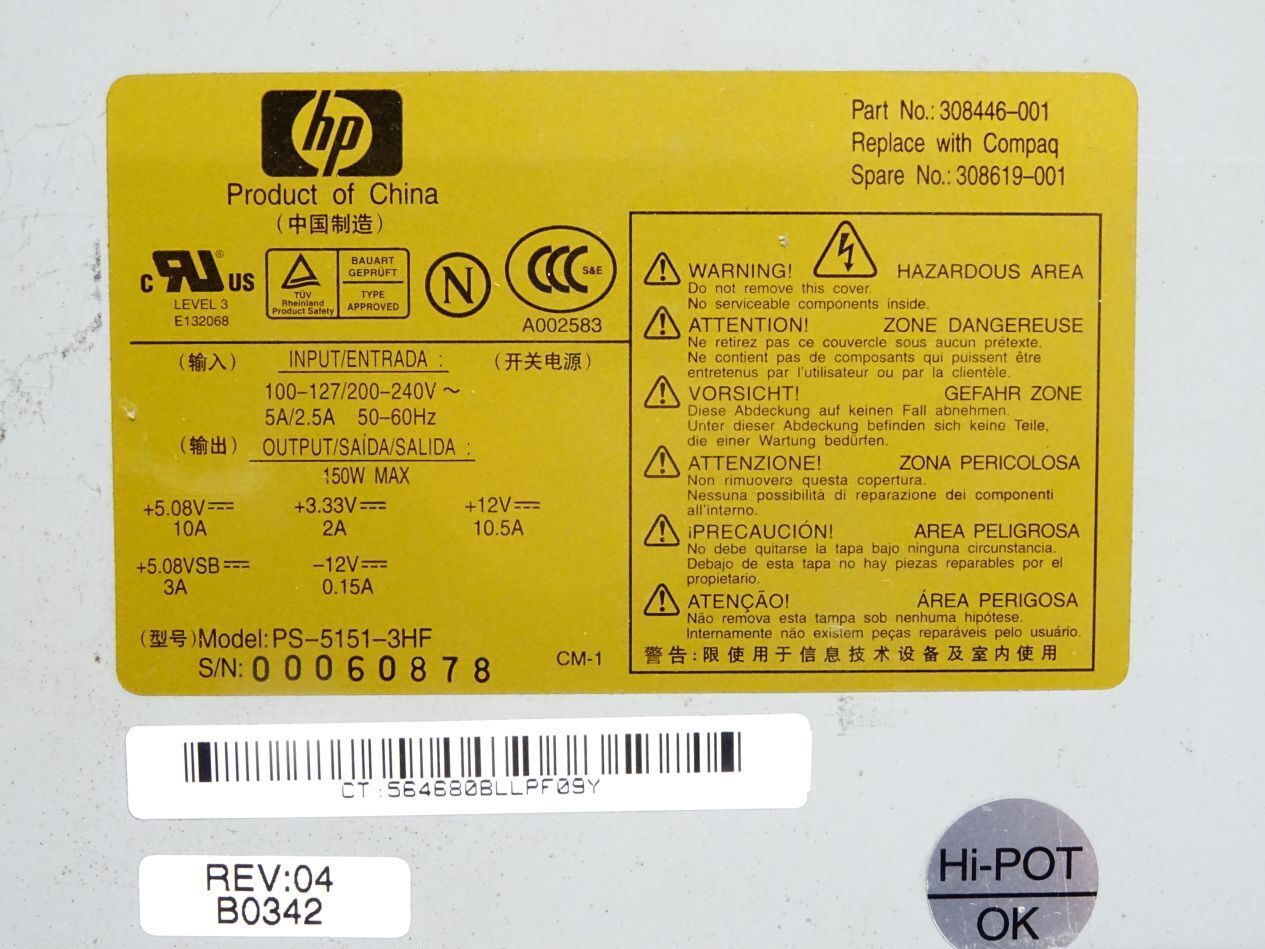 hp
Product of China
(中国制造)
Part No.: 308446-001
Replace with Compaq
Spare No.: 308619-001
c RU ® US
LEVEL 3
E132068
TÜV
Rheinland
Product Safety
BAUART
GEPRÜFT
TYPE
APPROVED
N
CCC S&E
A002583
(输入) INPUT/ENTRADA : (开关电源)
100-127/200-240V ~
5A/2.5A 50-60Hz
(输出) OUTPUT/SAÍDA/SALIDA :
150W MAX
+5.08V⎓ +3.33V⎓ +12V⎓
10A 2A 10.5A
+5.08VSB⎓ -12V⎓
3A 0.15A
(型号)Model: PS-5151-3HF
S/N: 00060878 CM-1
WARNING! HAZARDOUS AREA
Do not remove this cover.
No serviceable components inside.
ATTENTION! ZONE DANGEREUSE
Ne retirez pas ce couvercle sous aucun prétexte.
Ne contient pas de composants qui puissent être
entretenus par l'utilisateur ou par la clientèle.
VORSICHT! GEFAHR ZONE
Diese Abdeckung auf keinen Fall abnehmen.
Unter dieser Abdeckung befinden sich keine Teile,
die einer Wartung bedürfen.
ATTENZIONE! ZONA PERICOLOSA
Non rimuovere questa copertura.
Nessuna possibilità di reparazione dei componenti
all'interno.
¡PRECAUCIÓN! AREA PELIGROSA
No debe quitarse la tapa bajo ninguna circunstancia.
Debajo de esta tapa no hay piezas reparables por el
propietario.
ATENÇÃO! ÁREA PERIGOSA
Não remova esta tampa sob nenhuma hipótese.
Internamente não existem peças reparáveis pelo usuário.
警告:限使用于信息技术设备及室内使用
CT:564680BLLPF09Y
REV:04
B0342
Hi-POT
OK